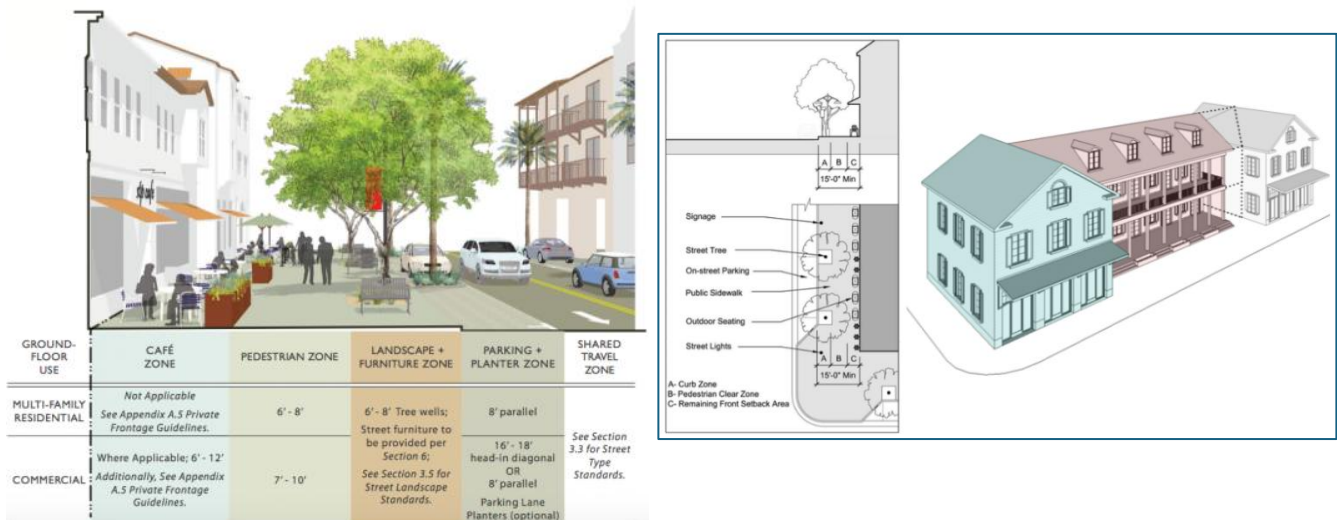 GROUND-
FLOOR
USE
CAFÉ
ZONE
PEDESTRIAN ZONE
LANDSCAPE +
FURNITURE ZONE
PARKING +
PLANTER ZONE
SHARED
TRAVEL
ZONE
MULTI-FAMILY
RESIDENTIAL
Not Applicable
See Appendix A.5 Private
Frontage Guidelines.
6' - 8'
6' - 8' Tree wells;
Street furniture to
be provided per
Section 6;
See Section 3.5 for
Street Landscape
Standards.
8' parallel
See Section
3.3 for Street
Type
Standards.
COMMERCIAL
Where Applicable; 6' - 12'
Additionally, See Appendix
A.5 Private Frontage
Guidelines.
7' - 10'
16' - 18'
head-in diagonal
OR
8' parallel
Parking Lane
Planters (optional)
A B C
15'-0" Min
Signage
Street Tree
On-street Parking
Public Sidewalk
Outdoor Seating
Street Lights
A B C
15'-0" Min
A- Curb Zone
B- Pedestrian Clear Zone
C- Remaining Front Setback Area